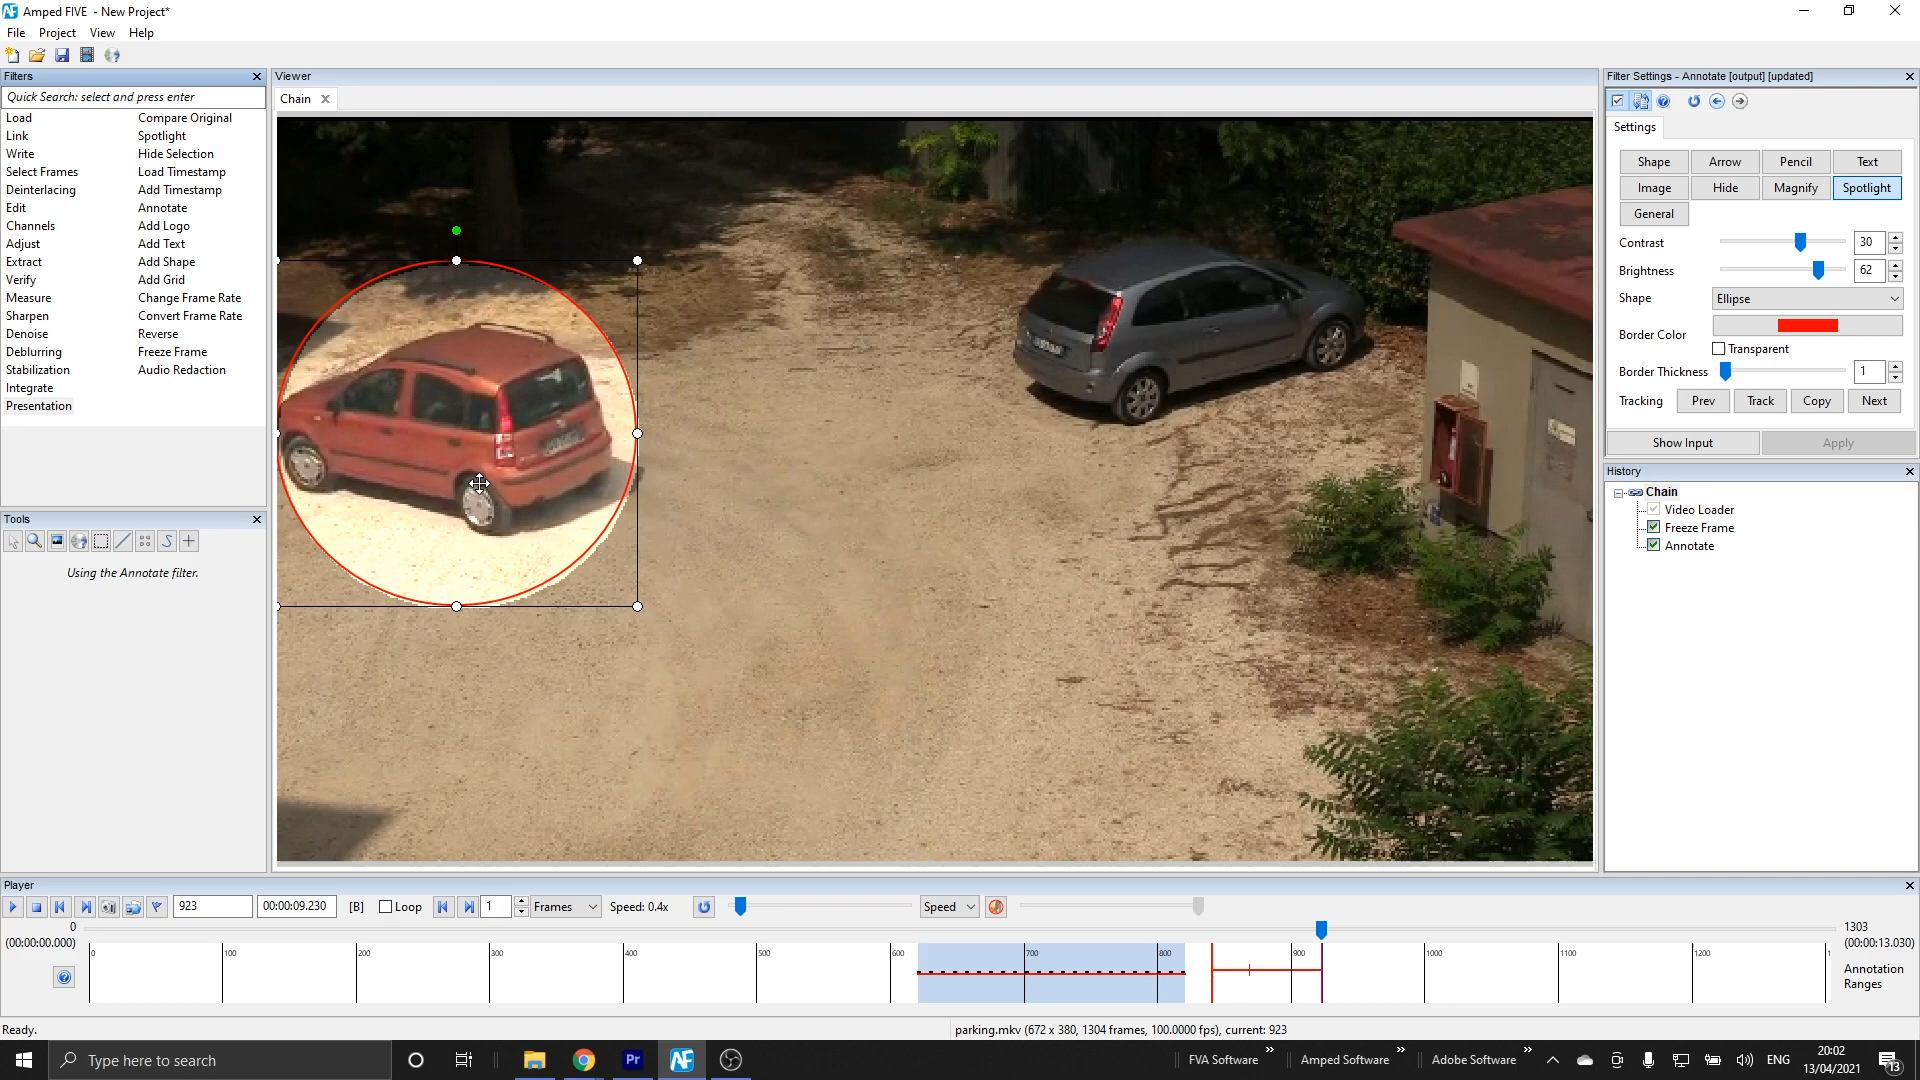 Amped FIVE - New Project*
File Project View Help
Filters
Quick Search: select and press enter
Load Compare Original
Link Spotlight
Write Hide Selection
Select Frames Load Timestamp
Deinterlacing Add Timestamp
Edit Annotate
Channels Add Logo
Adjust Add Text
Extract Add Shape
Verify Add Grid
Measure Change Frame Rate
Sharpen Convert Frame Rate
Denoise Reverse
Deblurring Freeze Frame
Stabilization Audio Redaction
Integrate
Presentation
Tools
Using the Annotate filter.
Viewer
Chain
Filter Settings - Annotate [output] [updated]
Settings
Shape Arrow Pencil Text
Image Hide Magnify Spotlight
General
Contrast 30
Brightness 62
Shape Ellipse
Border Color
Transparent
Border Thickness 1
Tracking Prev Track Copy Next
Show Input Apply
History
Chain
Video Loader
Freeze Frame
Annotate
Player
923 00:00:09.230 [B] Loop 1 Frames Speed: 0.4x Speed
0 1303
(00:00:00.000) (00:00:13.030)
0 100 200 300 400 500 600 700 800 900 1000 1100 1200 1
Annotation
Ranges
Ready. parking.mkv (672 x 380, 1304 frames, 100.0000 fps), current: 923
Type here to search Pr AF FVA Software » Amped Software » Adobe Software » ENG 20:02
13/04/2021 13